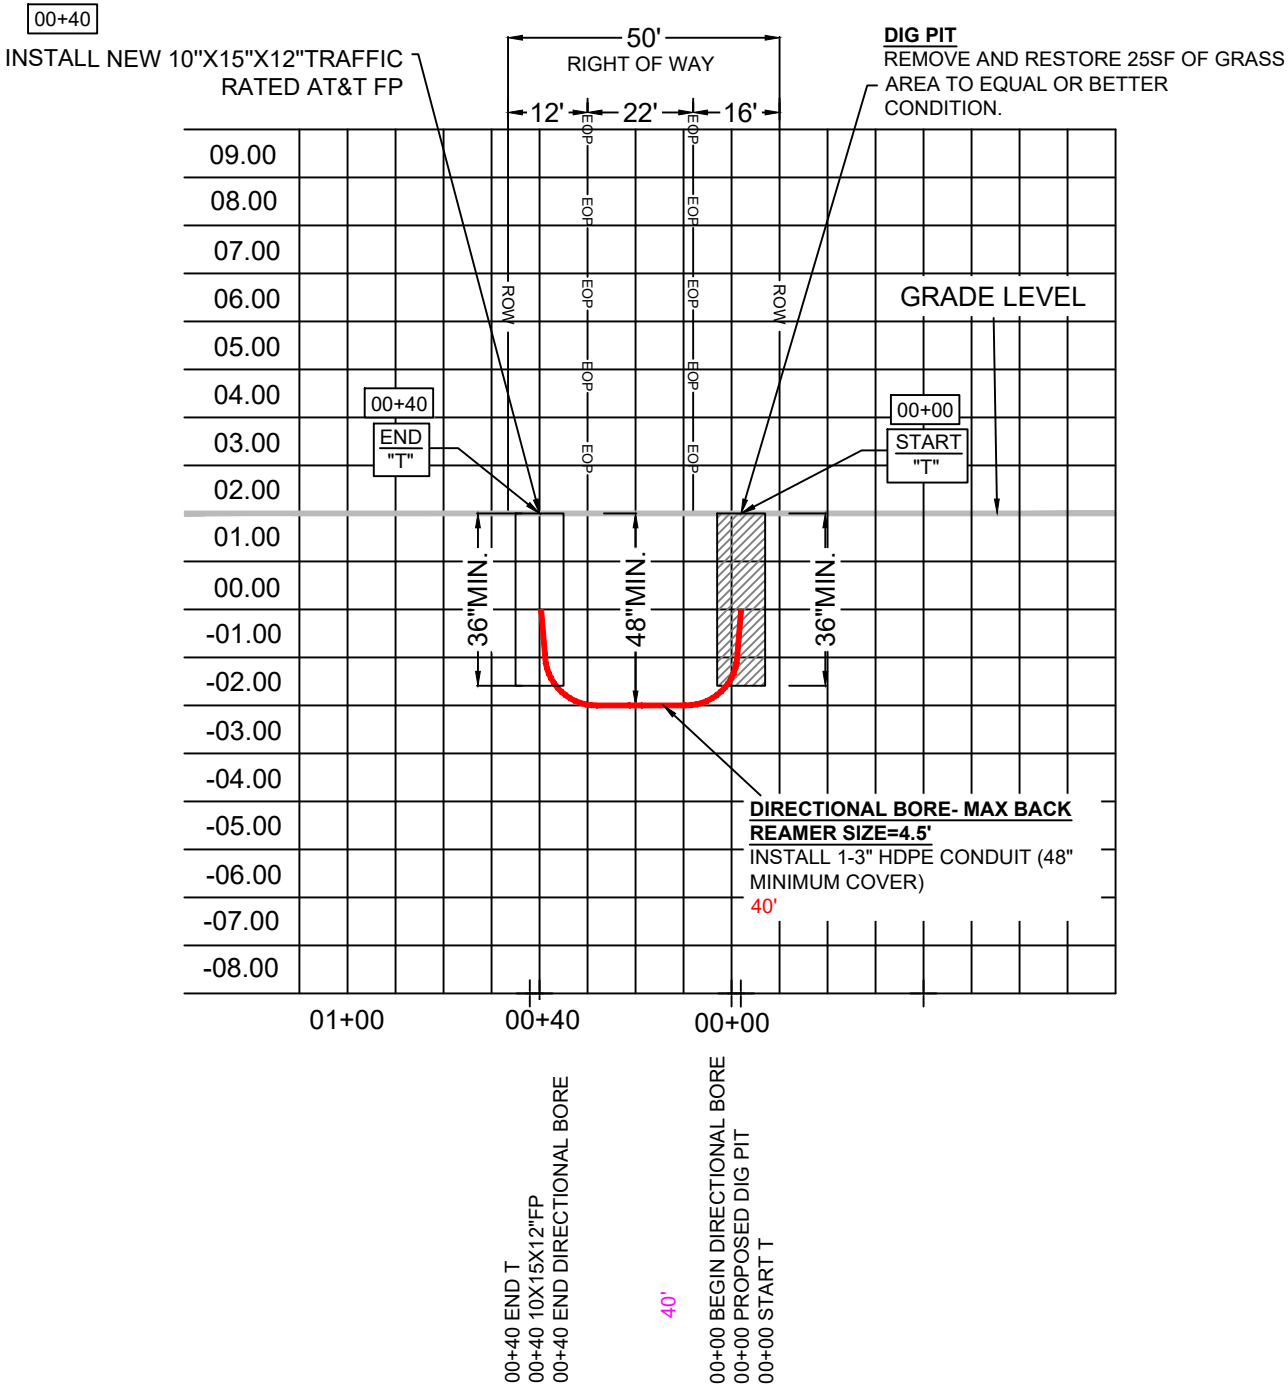 00+40
INSTALL NEW 10"X15"X12"TRAFFIC
RATED AT&T FP
50'
RIGHT OF WAY
12'
22'
16'
DIG PIT
REMOVE AND RESTORE 25SF OF GRASS
AREA TO EQUAL OR BETTER
CONDITION.
EOP
EOP
EOP
EOP
EOP
EOP
EOP
EOP
EOP
EOP
ROW
ROW
GRADE LEVEL
09.00
08.00
07.00
06.00
05.00
04.00
03.00
02.00
01.00
00.00
-01.00
-02.00
-03.00
-04.00
-05.00
-06.00
-07.00
-08.00
00+40
END
"T"
00+00
START
"T"
36"MIN.
48"MIN.
36"MIN.
DIRECTIONAL BORE- MAX BACK
REAMER SIZE=4.5'
INSTALL 1-3" HDPE CONDUIT (48"
MINIMUM COVER)
40'
01+00
00+40
00+00
00+40 END T
00+40 10X15X12"FP
00+40 END DIRECTIONAL BORE
40'
00+00 BEGIN DIRECTIONAL BORE
00+00 PROPOSED DIG PIT
00+00 START T